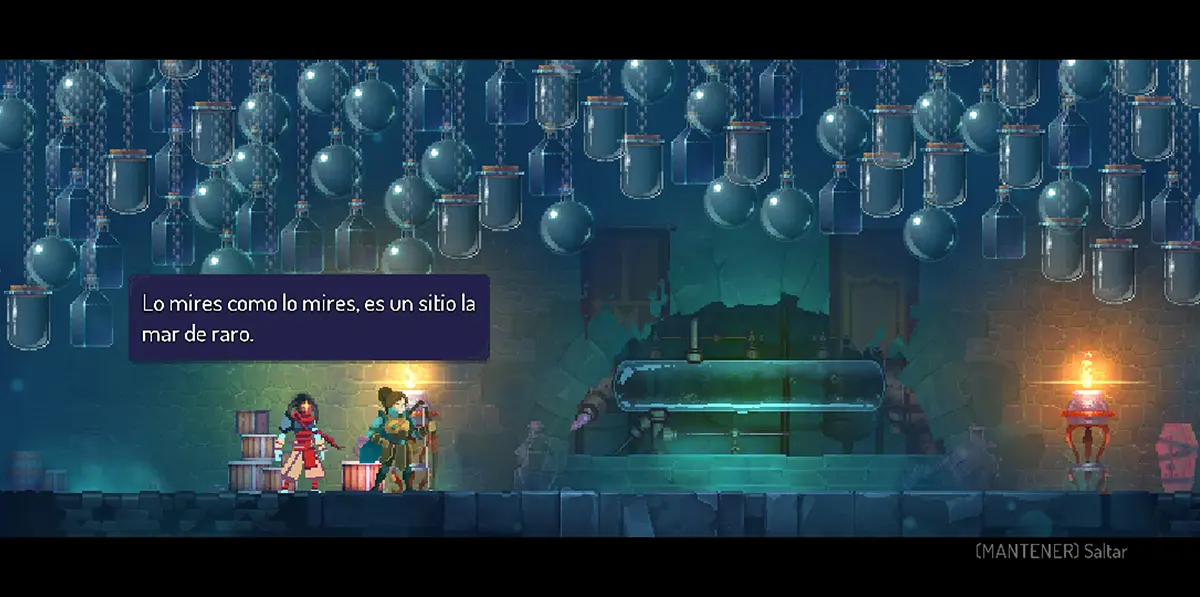 Lo mires como lo mires, es un sitio la
mar de raro.
(MANTENER) Saltar